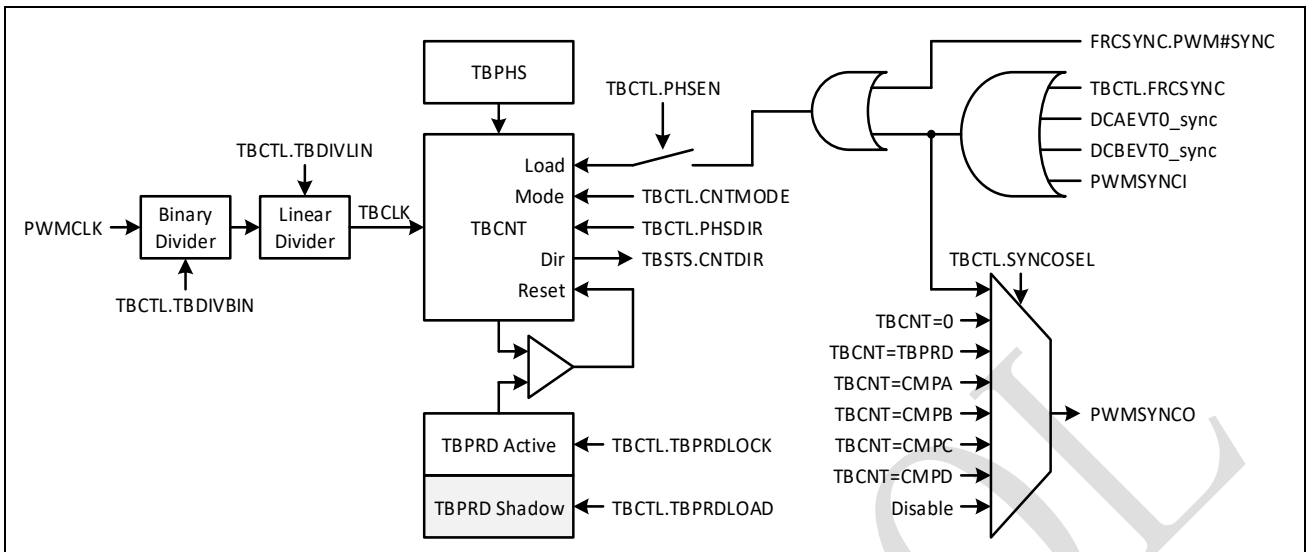 FRCSYNC.PWM#SYNC
TBPHS
TBCTL.PHSEN
TBCTL.FRCSYNC
DCAEVT0_sync
DCBEVT0_sync
PWMSYNCI
TBCTL.TBDIVLIN
Load
Mode
TBCTL.CNTMODE
PWMCLK
Binary
Divider
Linear
Divider
TBCLK
TBCNT
TBCTL.PHSDIR
Dir
TBSTS.CNTDIR
TBCTL.SYNCOSEL
Reset
TBCTL.TBDIVBIN
TBCNT=0
TBCNT=TBPRD
TBCNT=CMPA
TBCNT=CMPB
PWMSYNCO
TBCNT=CMPC
TBCNT=CMPD
Disable
TBPRD Active
TBCTL.TBPRDLOCK
TBPRD Shadow
TBCTL.TBPRDLOAD